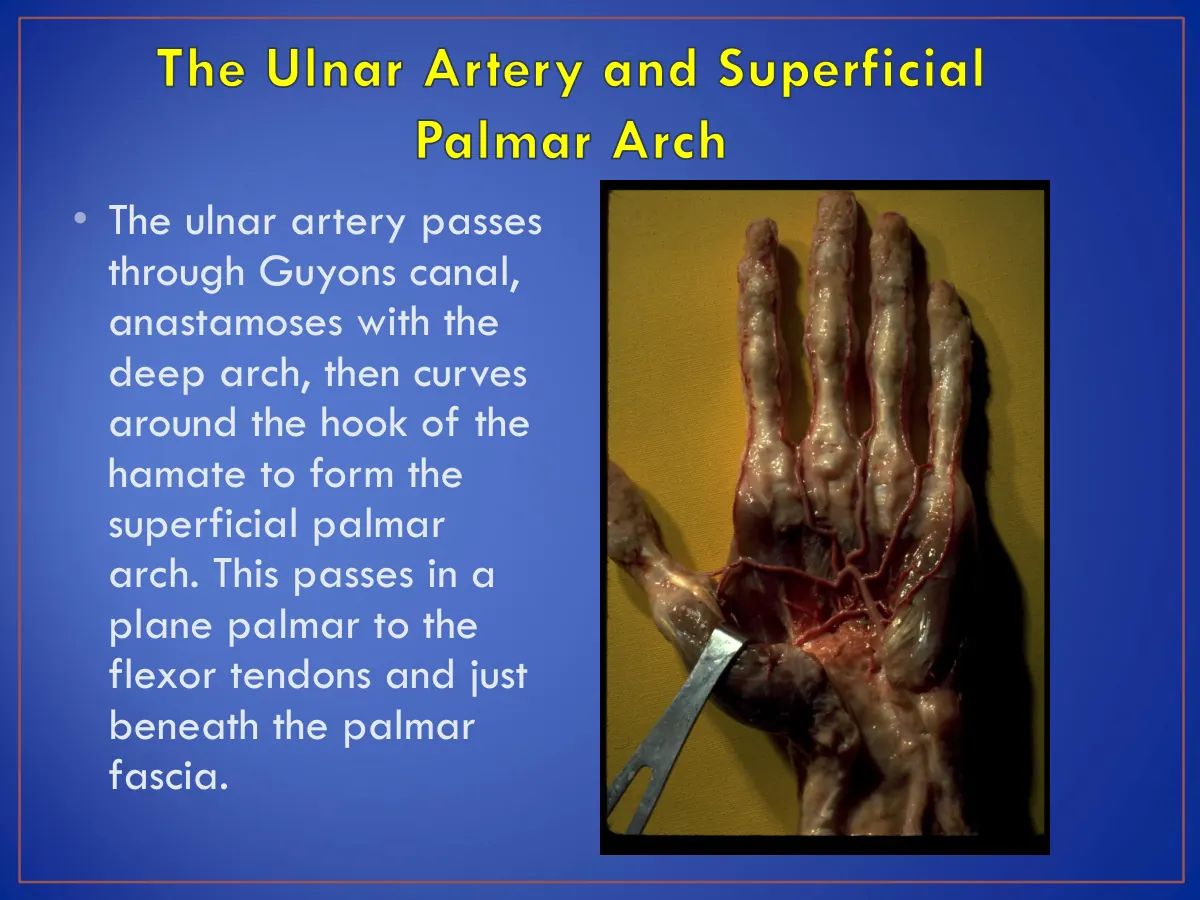 The Ulnar Artery and Superficial
Palmar Arch
• The ulnar artery passes
through Guyons canal,
anastamoses with the
deep arch, then curves
around the hook of the
hamate to form the
superficial palmar
arch. This passes in a
plane palmar to the
flexor tendons and just
beneath the palmar
fascia.